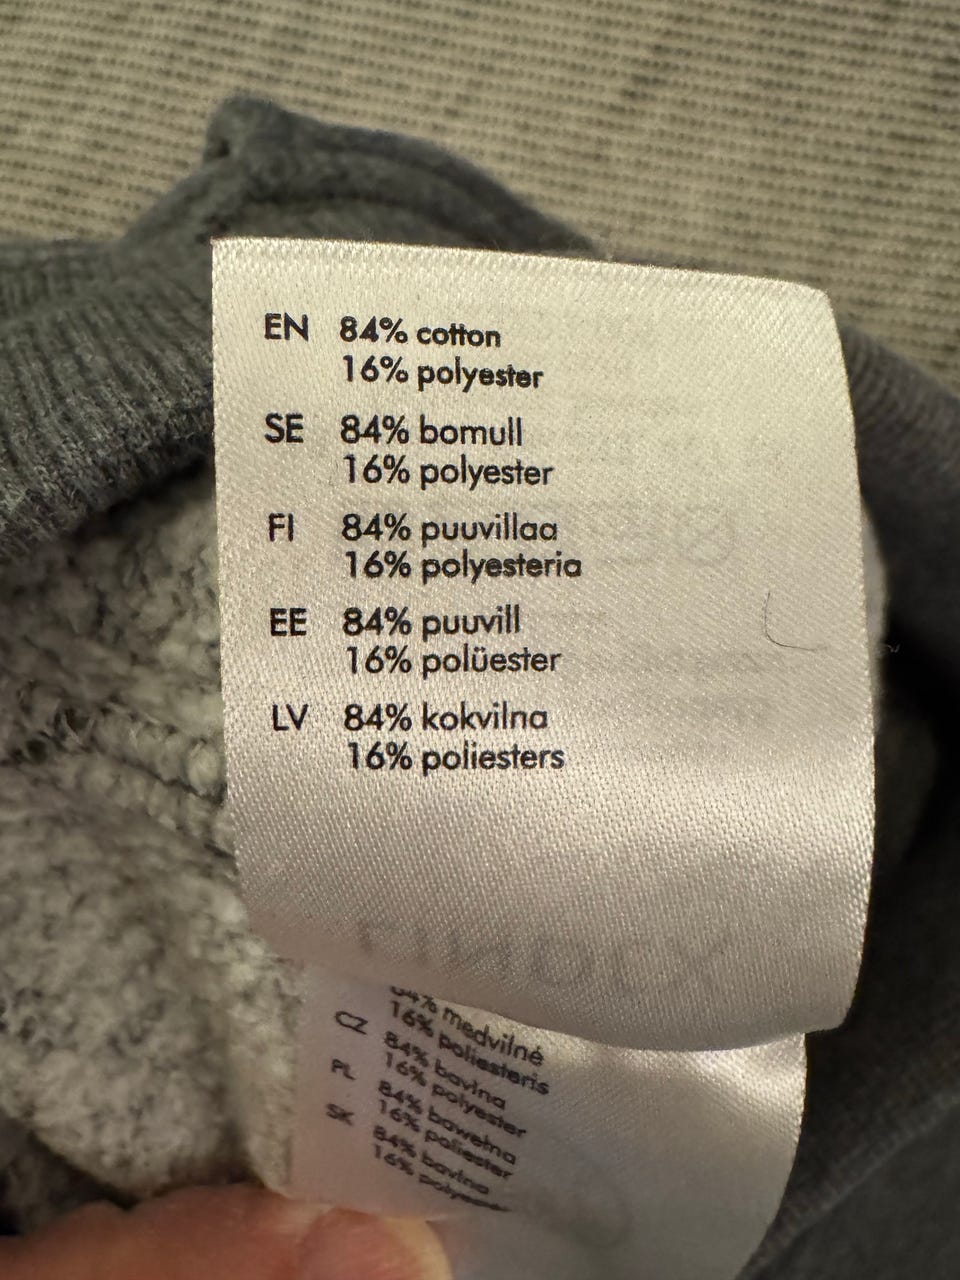 EN 84% cotton
16% polyester
SE 84% bomull
16% polyester
FI 84% puuvillaa
16% polyesteria
EE 84% puuvill
16% polüester
LV 84% kokvilna
16% poliesters
84% medvilnė
16% poliesteris
CZ 84% bavlna
16% polyester
PL 84% bawełna
16% poliester
SK 84% bavlna
16% polyester